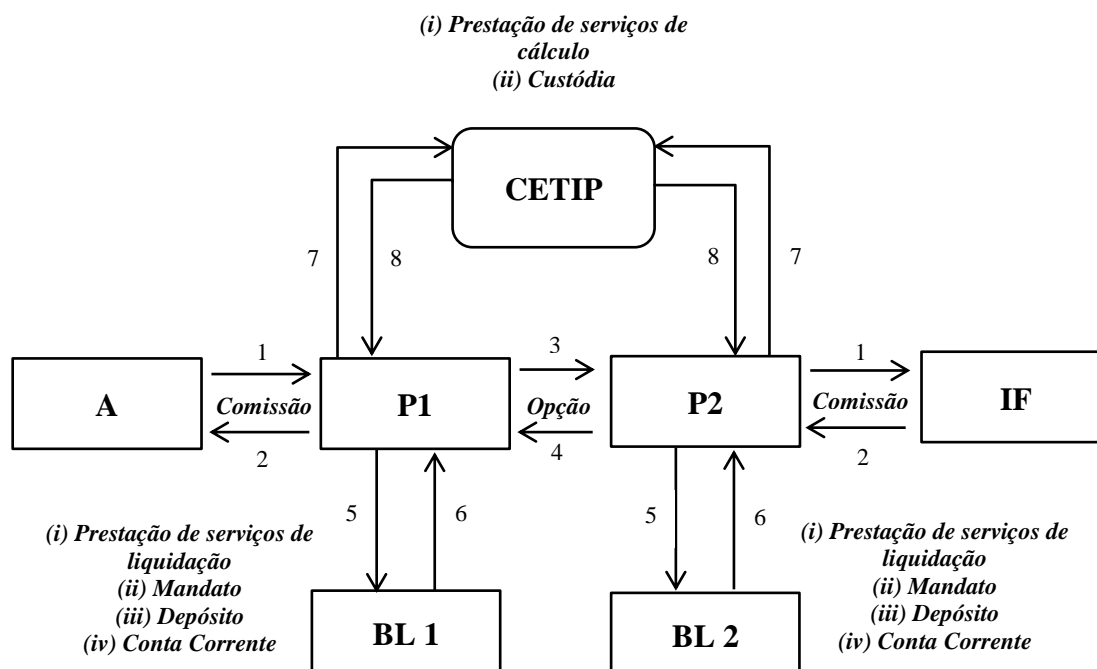 (i) Prestação de serviços de
cálculo
(ii) Custódia
CETIP
7
8
8
7
1
3
1
A
Comissão
P1
Opção
P2
Comissão
IF
2
4
2
5
6
5
6
(i) Prestação de serviços de
liquidação
(ii) Mandato
(iii) Depósito
(iv) Conta Corrente
(i) Prestação de serviços de
liquidação
(ii) Mandato
(iii) Depósito
(iv) Conta Corrente
BL 1
BL 2